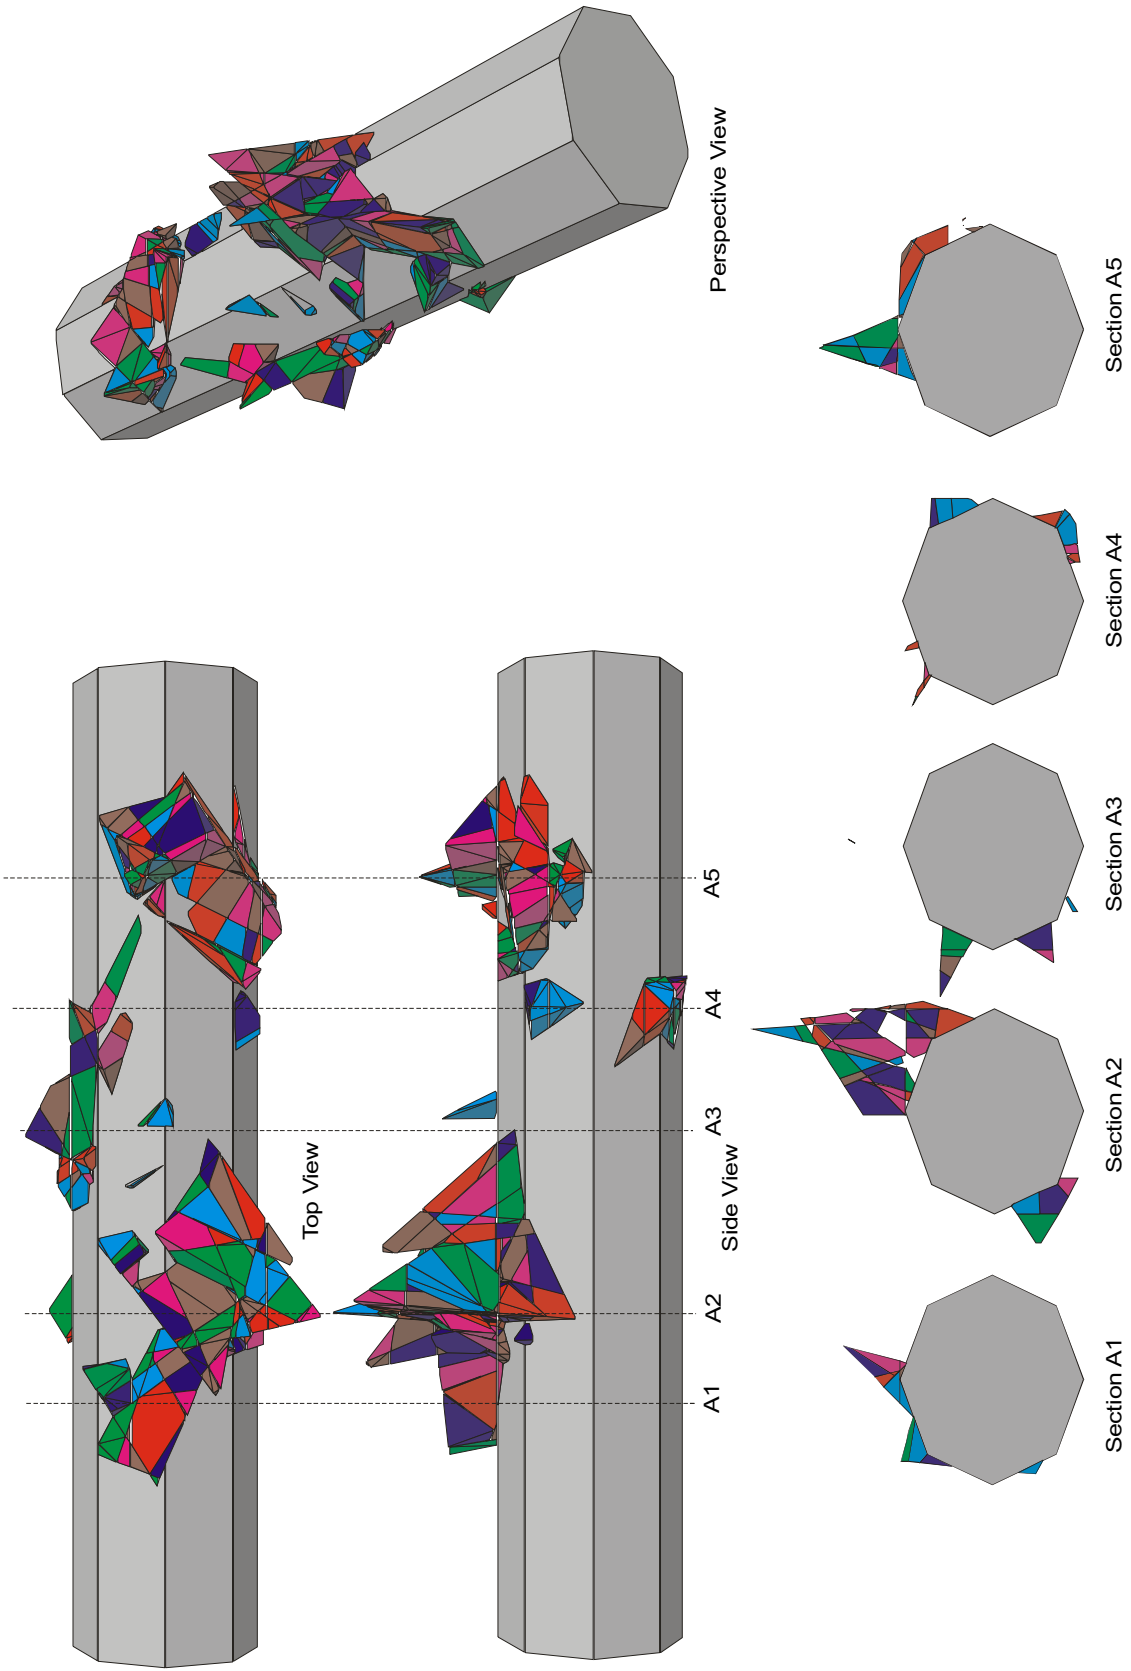 Perspective View
Top View
A1
A2
A3
A4
A5
Side View
Section A1
Section A2
Section A3
Section A4
Section A5